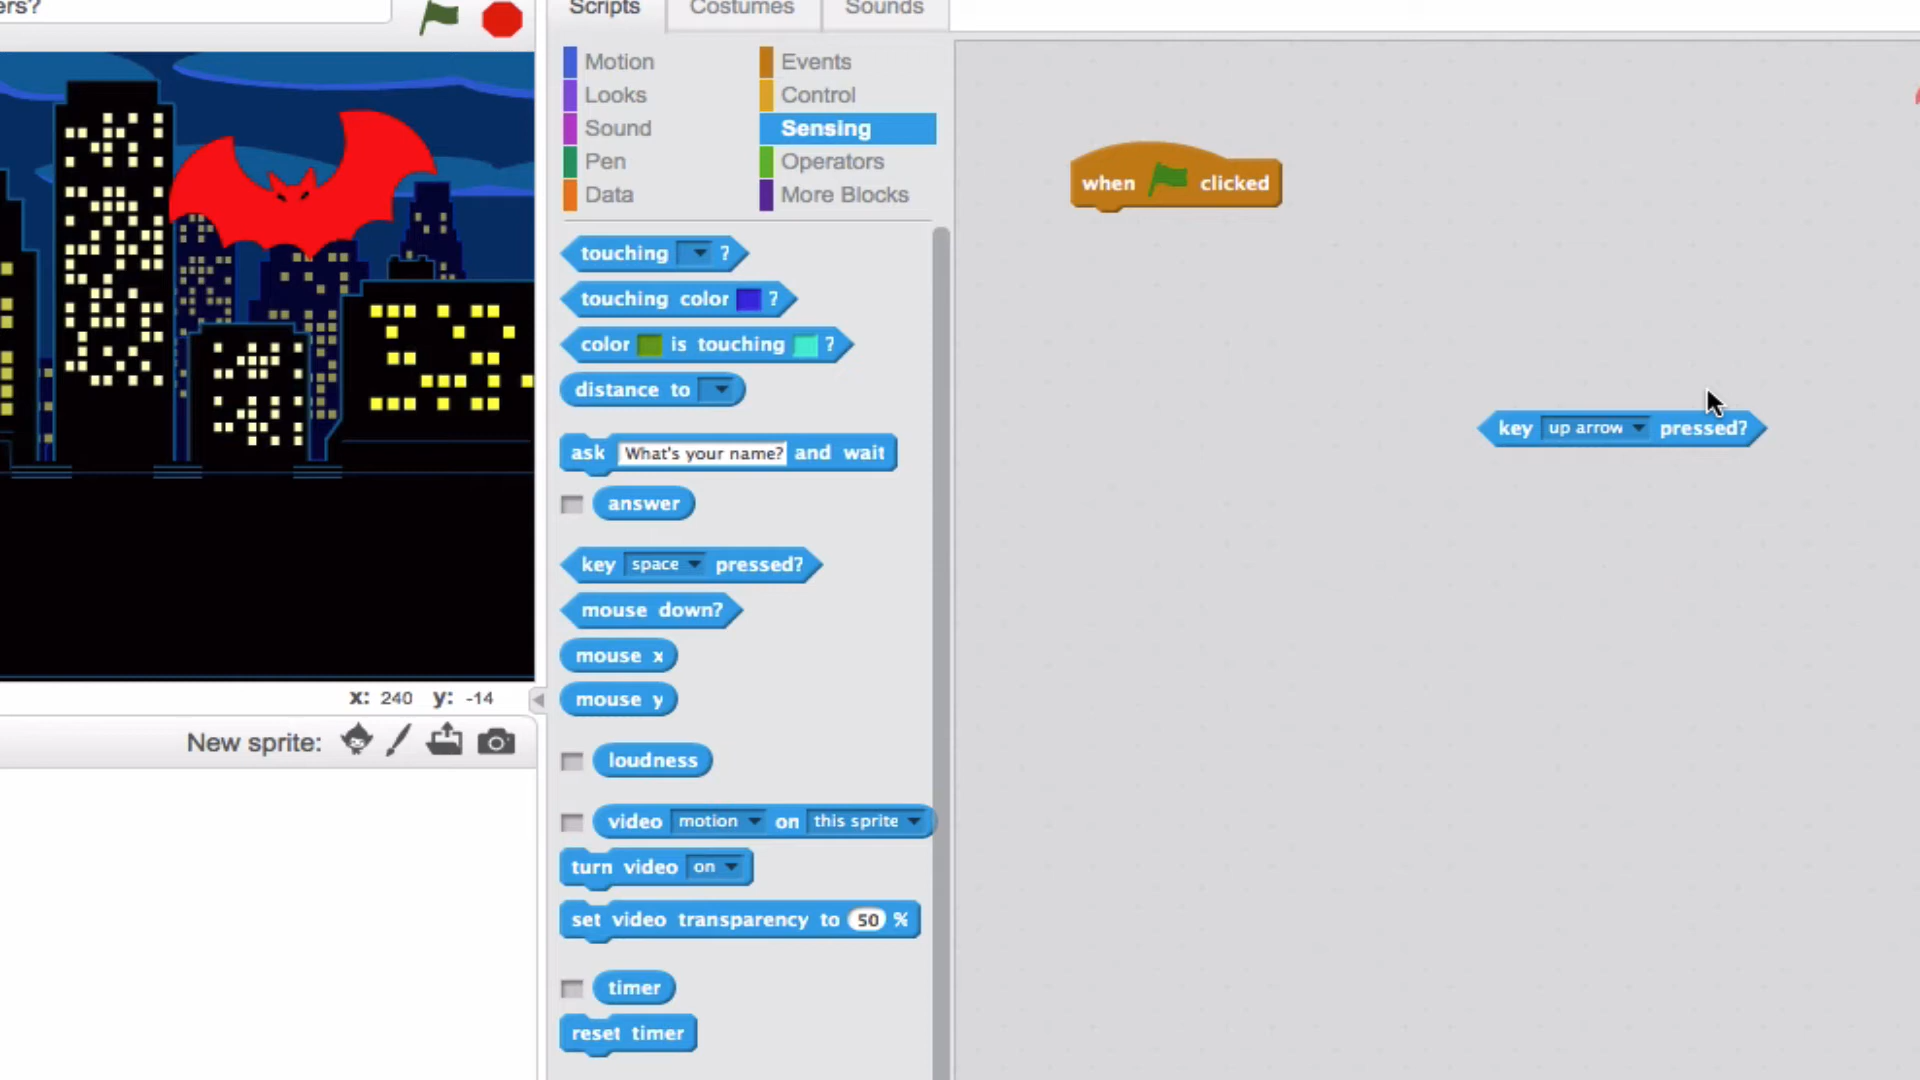 ers?
Scripts Costumes Sounds
Motion Events
Looks Control
Sound Sensing
Pen Operators
Data More Blocks
when clicked
touching ?
touching color ?
color is touching ?
distance to
key up arrow pressed?
ask What's your name? and wait
answer
key space pressed?
mouse down?
mouse x
mouse y
x: 240 y: -14
New sprite:
loudness
video motion on this sprite
turn video on
set video transparency to 50 %
timer
reset timer